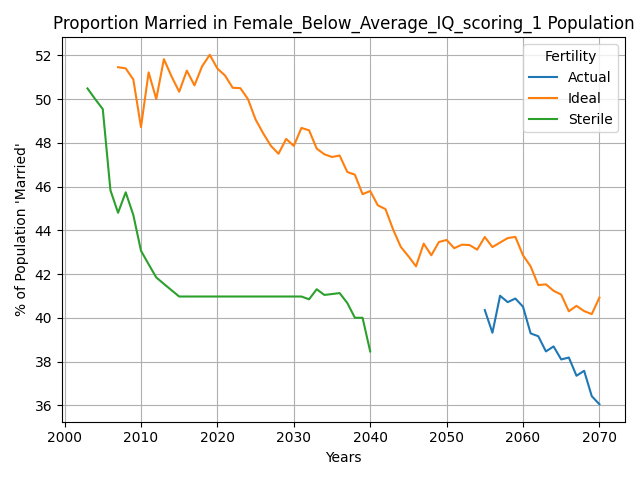 Proportion Married in Female_Below_Average_IQ_scoring_1 Population
% of Population 'Married'
52
50
48
46
44
42
40
38
36
Fertility
Actual
Ideal
Sterile
2000 2010 2020 2030 2040 2050 2060 2070
Years